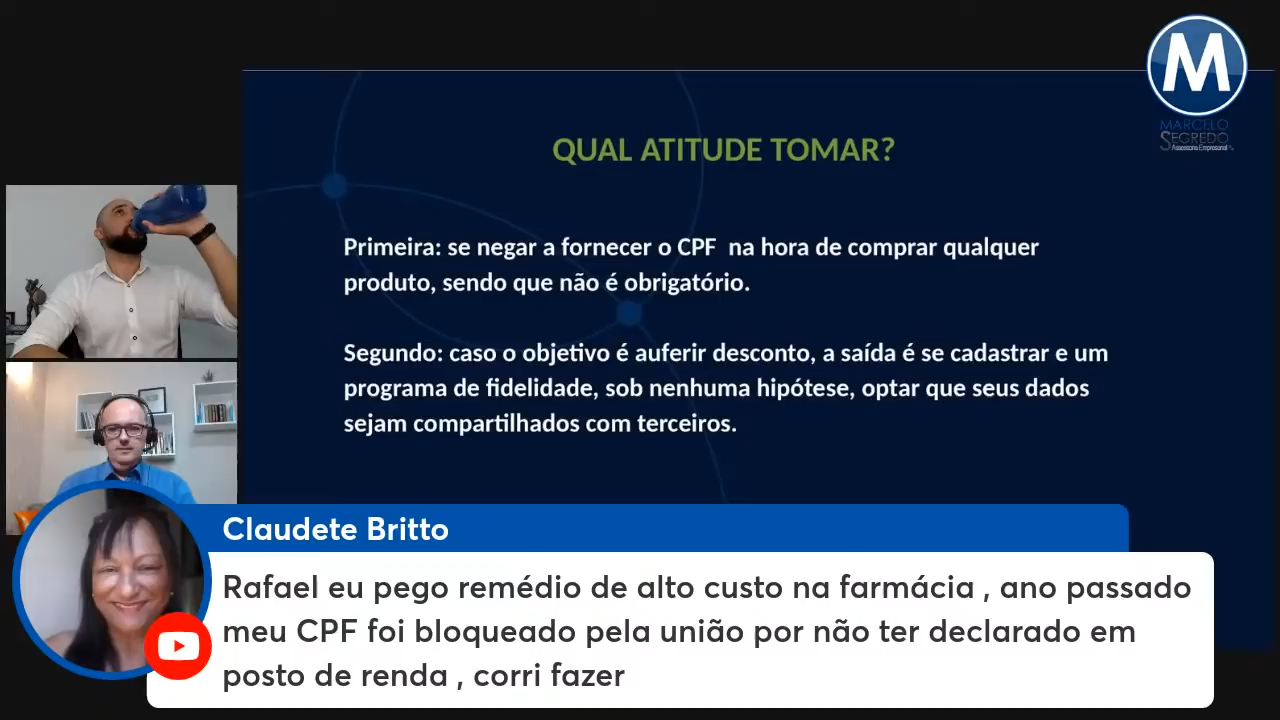 M
MARCELO
SEGREDO
Assessoria Empresarial
QUAL ATITUDE TOMAR?
Primeira: se negar a fornecer o CPF na hora de comprar qualquer
produto, sendo que não é obrigatório.
Segundo: caso o objetivo é auferir desconto, a saída é se cadastrar e um
programa de fidelidade, sob nenhuma hipótese, optar que seus dados
sejam compartilhados com terceiros.
Claudete Britto
Rafael eu pego remédio de alto custo na farmácia , ano passado
meu CPF foi bloqueado pela união por não ter declarado em
posto de renda , corri fazer